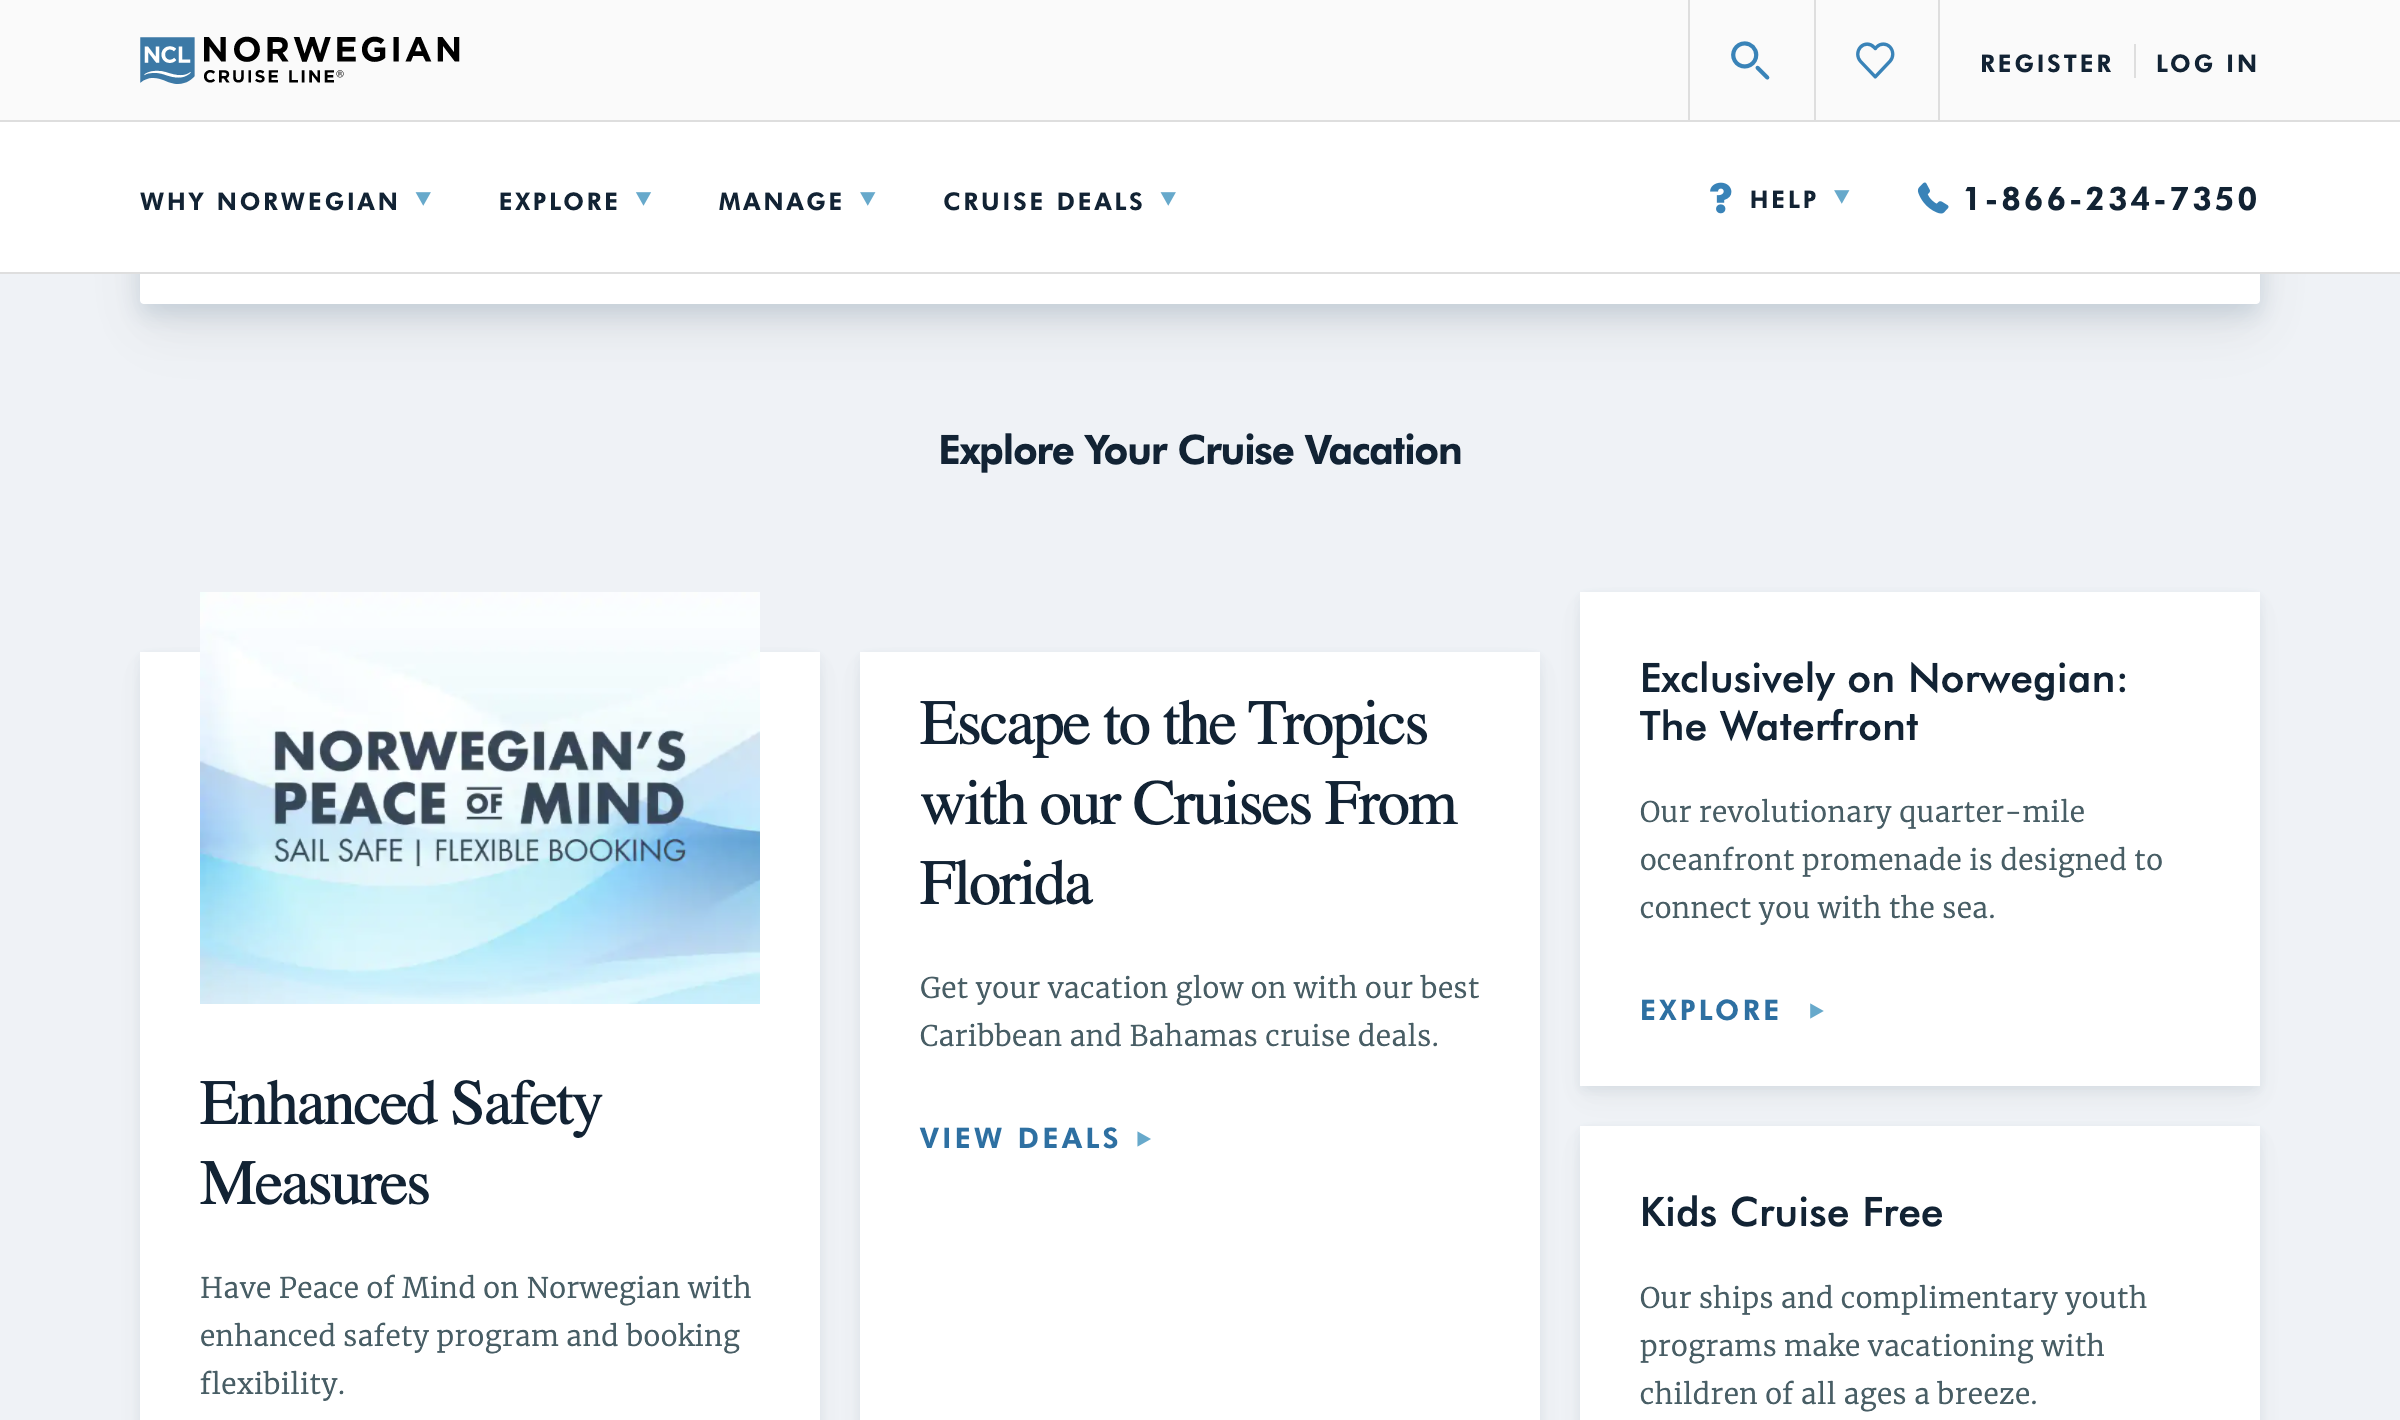 NCL NORWEGIAN
CRUISE LINE®
REGISTER LOG IN
WHY NORWEGIAN EXPLORE MANAGE CRUISE DEALS HELP 1-866-234-7350
Explore Your Cruise Vacation
NORWEGIAN'S
PEACE OF MIND
SAIL SAFE | FLEXIBLE BOOKING
Enhanced Safety
Measures
Have Peace of Mind on Norwegian with
enhanced safety program and booking
flexibility.
Escape to the Tropics
with our Cruises From
Florida
Get your vacation glow on with our best
Caribbean and Bahamas cruise deals.
VIEW DEALS
Exclusively on Norwegian:
The Waterfront
Our revolutionary quarter-mile
oceanfront promenade is designed to
connect you with the sea.
EXPLORE
Kids Cruise Free
Our ships and complimentary youth
programs make vacationing with
children of all ages a breeze.